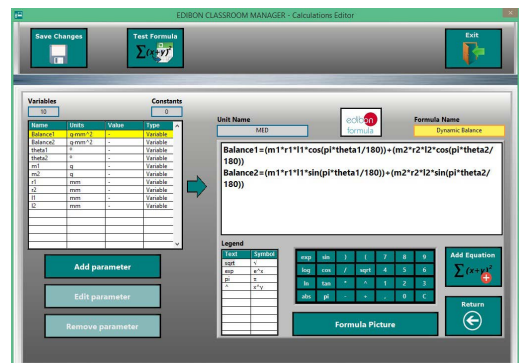 EDIBON CLASSROOM MANAGER - Calculations Editor
Save Changes
Test Formula
Σ(x+y)²
Exit
Variables
10
Constants
0
Name Units Value Type
Balance1 g·mm^2 - Variable
Balance2 g·mm^2 - Variable
theta1 º - Variable
theta2 º - Variable
m1 g - Variable
m2 g - Variable
r1 mm - Variable
r2 mm - Variable
l1 mm - Variable
l2 mm - Variable
Add parameter
Edit parameter
Remove parameter
Unit Name
MED
edibon
formula
Formula Name
Dynamic Balance
Balance1=(m1*r1*l1*cos(pi*theta1/180))+(m2*r2*l2*cos(pi*theta2/
180))
Balance2=(m1*r1*l1*sin(pi*theta1/180))+(m2*r2*l2*sin(pi*theta2/
180))
Legend
Text Symbol
sqrt √
exp e^x
pi π
^ x^y
exp sin ) ( 7 8 9
log cos / sqrt 4 5 6
ln tan * ^ 1 2 3
abs pi - + . 0 C
Formula Picture
Add Equation
Σ(x+y)²
Return